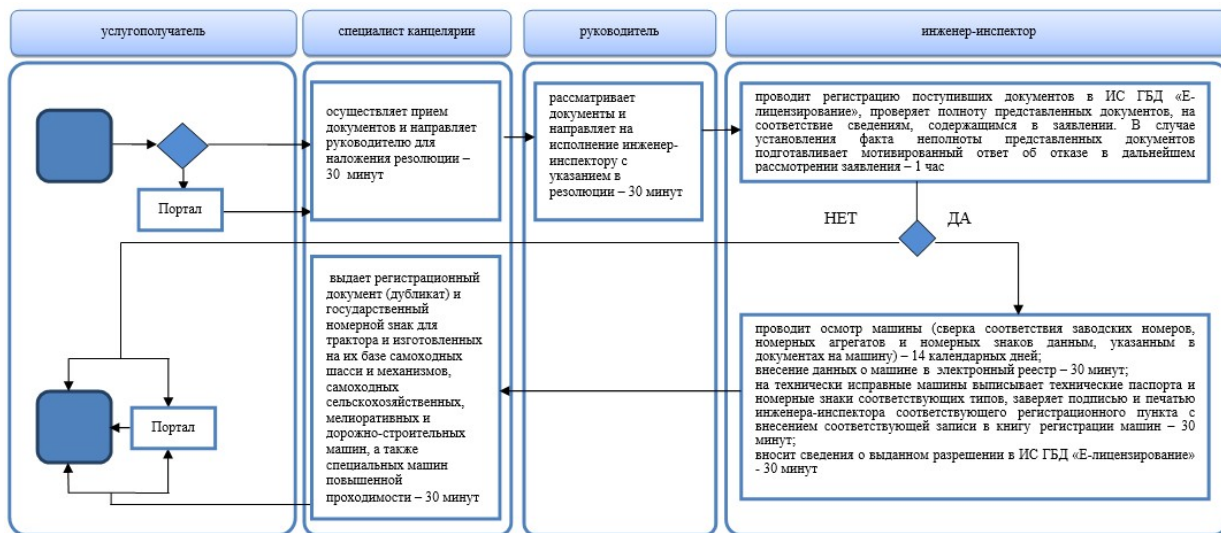 услугополучатель
специалист канцелярии
руководитель
инженер-инспектор
осуществляет прием
документов и направляет
руководителю для
наложения резолюции –
30 минут
Портал
рассматривает
документы и
направляет на
исполнение инженер-
инспектору с
указанием в
резолюции – 30 минут
проводит регистрацию поступивших документов в ИС ГБД «Е-
лицензирование», проверяет полноту представленных документов, на
соответствие сведениям, содержащимся в заявлении. В случае
установления факта неполноты представленных документов
подготавливает мотивированный ответ об отказе в дальнейшем
рассмотрении заявления – 1 час
НЕТ
ДА
выдает регистрационный
документ (дубликат) и
государственный
номерной знак для
трактора и изготовленных
на их базе самоходных
шасси и механизмов,
самоходных
сельскохозяйственных,
мелиоративных и
дорожно-строительных
машин, а также
специальных машин
повышенной
проходимости – 30 минут
проводит осмотр машины (сверка соответствия заводских номеров,
номерных агрегатов и номерных знаков данным, указанным в
документах на машину) – 14 календарных дней;
внесение данных о машине в электронный реестр – 30 минут;
на технически исправные машины выписывает технические паспорта и
номерные знаки соответствующих типов, заверяет подписью и печатью
инженера-инспектора соответствующего регистрационного пункта с
внесением соответствующей записи в книгу регистрации машин – 30
минут;
вносит сведения о выданном разрешении в ИС ГБД «Е-лицензирование»
- 30 минут
Портал